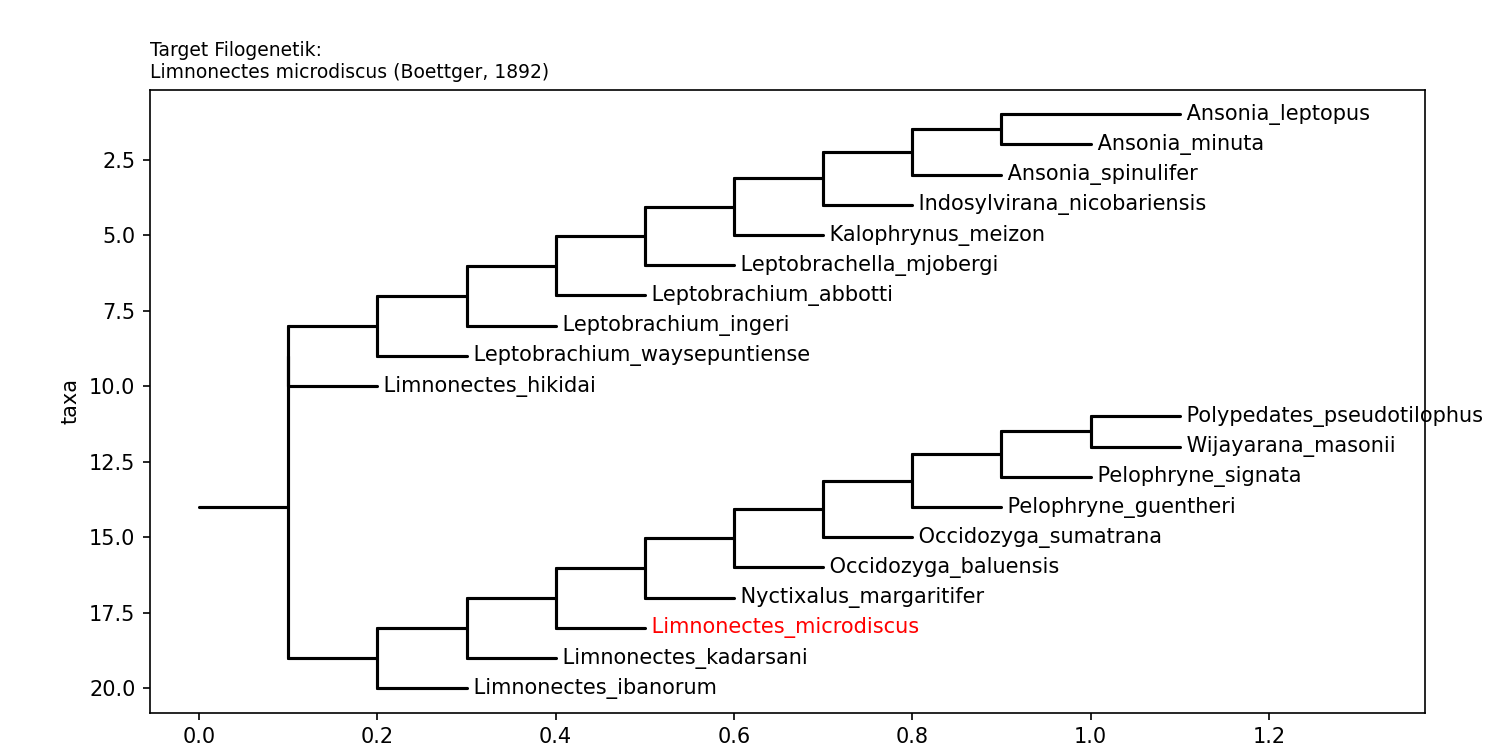 Target Filogenetik:
Limnonectes microdiscus (Boettger, 1892)
Ansonia_leptopus
Ansonia_minuta
2.5
Ansonia_spinulifer
Indosylvirana_nicobariensis
5.0
Kalophrynus_meizon
Leptobrachella_mjobergi
Leptobrachium_abbotti
7.5
Leptobrachium_ingeri
Leptobrachium_waysepuntiense
10.0
Limnonectes_hikidai
taxa
Polypedates_pseudotilophus
Wijayarana_masonii
12.5
Pelophryne_signata
Pelophryne_guentheri
15.0
Occidozyga_sumatrana
Occidozyga_baluensis
Nyctixalus_margaritifer
17.5
Limnonectes_microdiscus
Limnonectes_kadarsani
20.0
Limnonectes_ibanorum
0.0 0.2 0.4 0.6 0.8 1.0 1.2